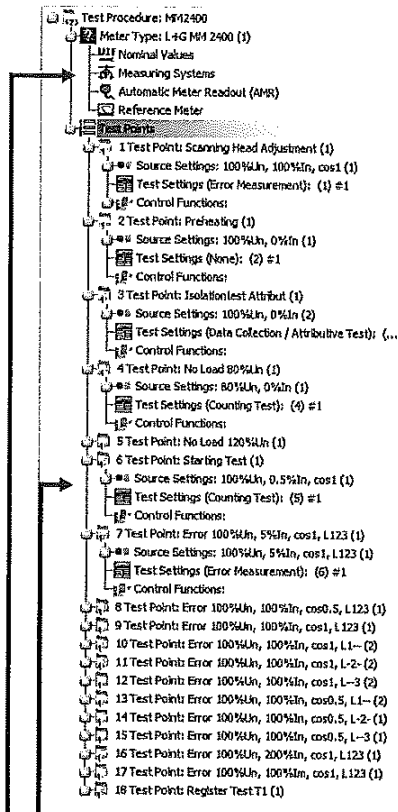 Test Procedure: MM2400
Meter Type: L+G MM 2400 (1)
Nominal Values
Measuring Systems
Automatic Meter Readout (AMR)
Reference Meter
Test Points
1 Test Point: Scanning Head Adjustment (1)
Source Settings: 100%Un, 100%In, cos1 (1)
Test Settings (Error Measurement): (1) #1
Control Functions:
2 Test Point: Preheating (1)
Source Settings: 100%Un, 0%In (1)
Test Settings (None): (2) #1
Control Functions:
3 Test Point: Isolationtest Attribut (1)
Source Settings: 100%Un, 0%In (2)
Test Settings (Data Collection / Attributive Test): (...
Control Functions:
4 Test Point: No Load 80%Un (1)
Source Settings: 80%Un, 0%In (1)
Test Settings (Counting Test): (4) #1
Control Functions:
5 Test Point: No Load 120%Un (1)
6 Test Point: Starting Test (1)
Source Settings: 100%Un, 0.5%In, cos1 (1)
Test Settings (Counting Test): (5) #1
Control Functions:
7 Test Point: Error 100%Un, 5%In, cos1, L123 (1)
Source Settings: 100%Un, 5%In, cos1, L123 (1)
Test Settings (Error Measurement): (6) #1
Control Functions:
8 Test Point: Error 100%Un, 100%In, cos0.5, L123 (1)
9 Test Point: Error 100%Un, 100%In, cos1, L123 (1)
10 Test Point: Error 100%Un, 100%In, cos1, L1-- (2)
11 Test Point: Error 100%Un, 100%In, cos1, L-2- (1)
12 Test Point: Error 100%Un, 100%In, cos1, L--3 (2)
13 Test Point: Error 100%Un, 100%In, cos0.5, L1-- (2)
14 Test Point: Error 100%Un, 100%In, cos0.5, L-2- (1)
15 Test Point: Error 100%Un, 100%In, cos0.5, L--3 (1)
16 Test Point: Error 100%Un, 200%In, cos1, L123 (1)
17 Test Point: Error 100%Un, 100%Im, cos1, L123 (1)
18 Test Point: Register Test T1 (1)